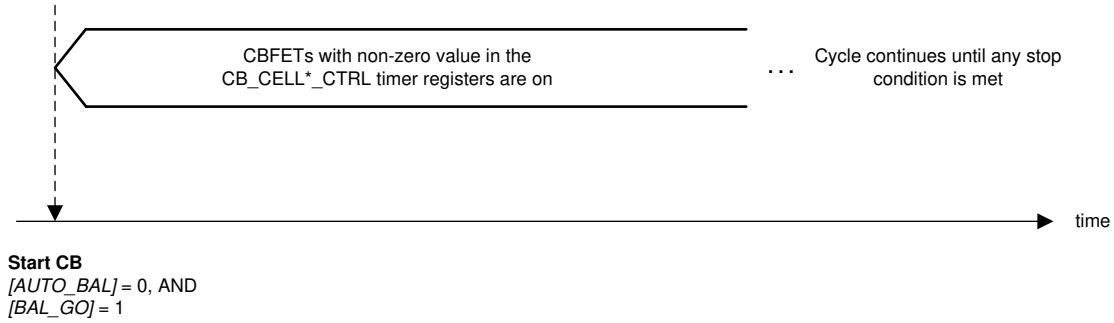 CBFETs with non-zero value in the
CB_CELL*_CTRL timer registers are on
... Cycle continues until any stop
condition is met
time
Start CB
[AUTO_BAL] = 0, AND
[BAL_GO] = 1